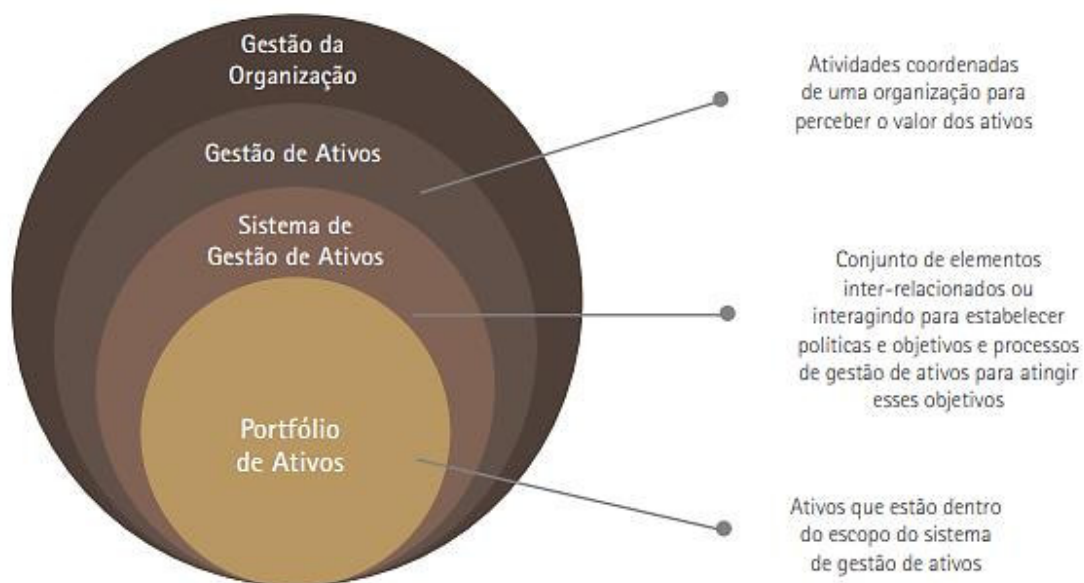 Gestão da
Organização
Gestão de Ativos
Sistema de
Gestão de Ativos
Portfólio
de Ativos
Atividades coordenadas
de uma organização para
perceber o valor dos ativos
Conjunto de elementos
inter-relacionados ou
interagindo para estabelecer
políticas e objetivos e processos
de gestão de ativos para atingir
esses objetivos
Ativos que estão dentro
do escopo do sistema
de gestão de ativos